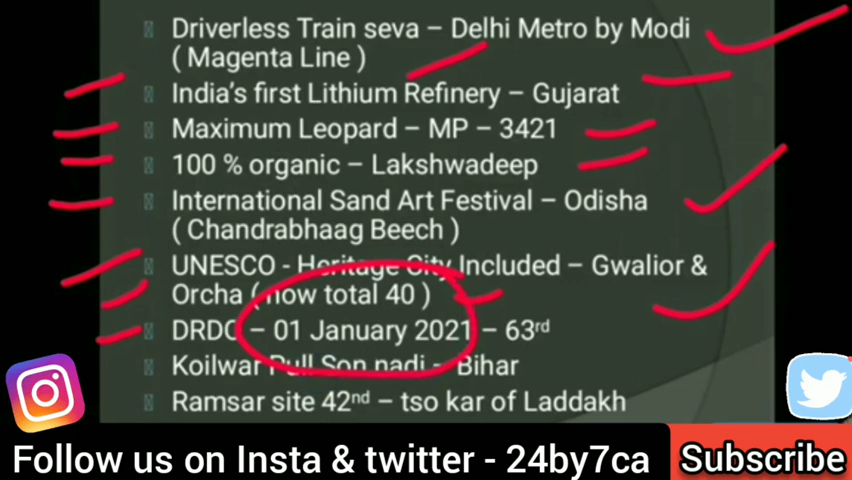 Driverless Train seva – Delhi Metro by Modi
( Magenta Line )
India's first Lithium Refinery – Gujarat
Maximum Leopard – MP – 3421
100 % organic – Lakshwadeep
International Sand Art Festival – Odisha
( Chandrabhaag Beech )
UNESCO - Heritage City Included – Gwalior &
Orcha ( now total 40 )
DRDO – 01 January 2021 – 63rd
Koilwar Pull Son nadi – Bihar
Ramsar site 42nd – tso kar of Laddakh
Follow us on Insta & twitter - 24by7ca
Subscribe